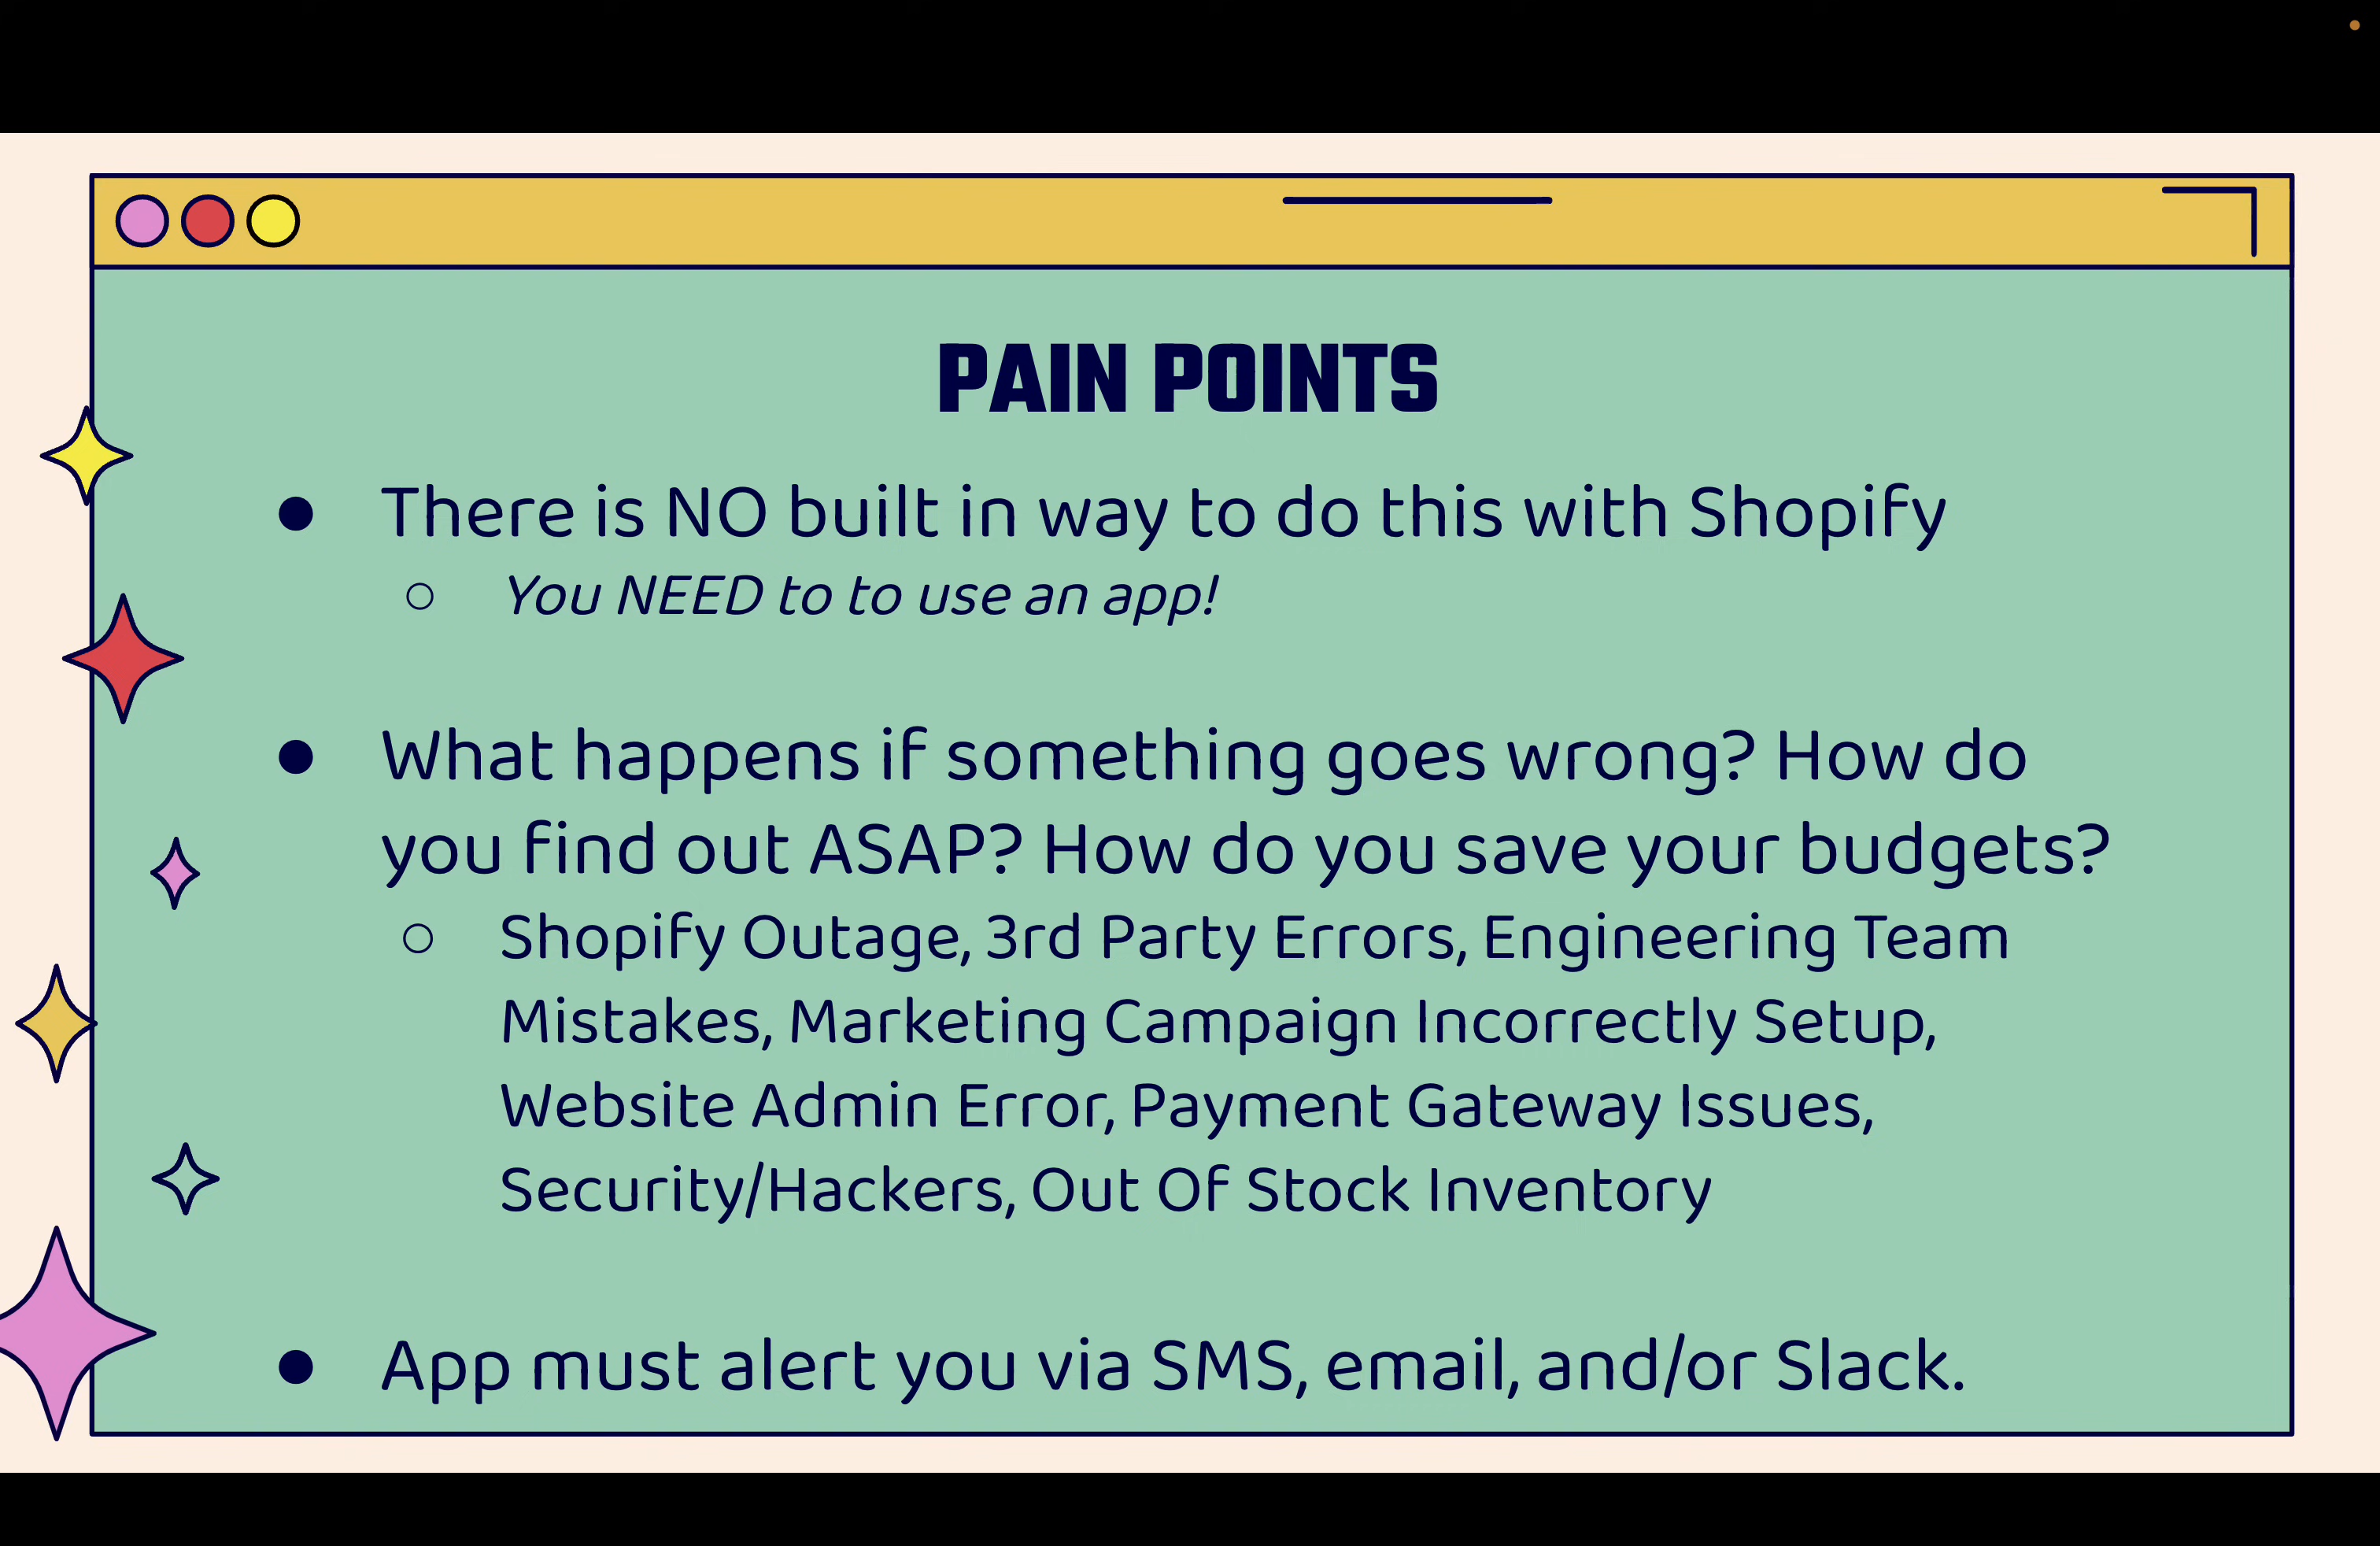 PAIN POINTS
● There is NO built in way to do this with Shopify
○ You NEED to to use an app!
● What happens if something goes wrong? How do
you find out ASAP? How do you save your budgets?
○ Shopify Outage, 3rd Party Errors, Engineering Team
Mistakes, Marketing Campaign Incorrectly Setup,
Website Admin Error, Payment Gateway Issues,
Security/Hackers, Out Of Stock Inventory
● App must alert you via SMS, email, and/or Slack.